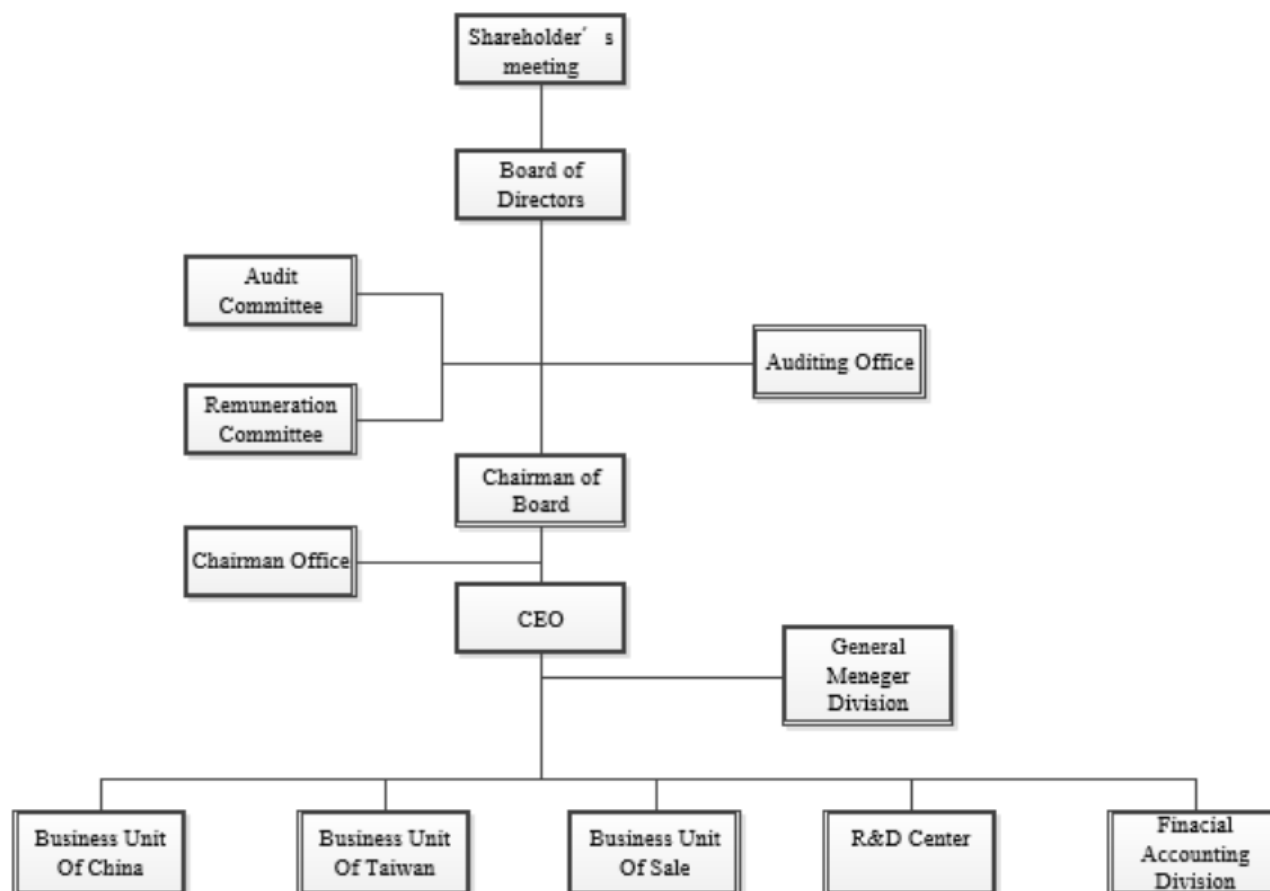 Shareholder´ s
meeting
Board of
Directors
Audit
Committee
Auditing Office
Remuneration
Committee
Chairman of
Board
Chairman Office
CEO
General
Meneger
Division
Business Unit
Of China
Business Unit
Of Taiwan
Business Unit
Of Sale
R&D Center
Finacial
Accounting
Division